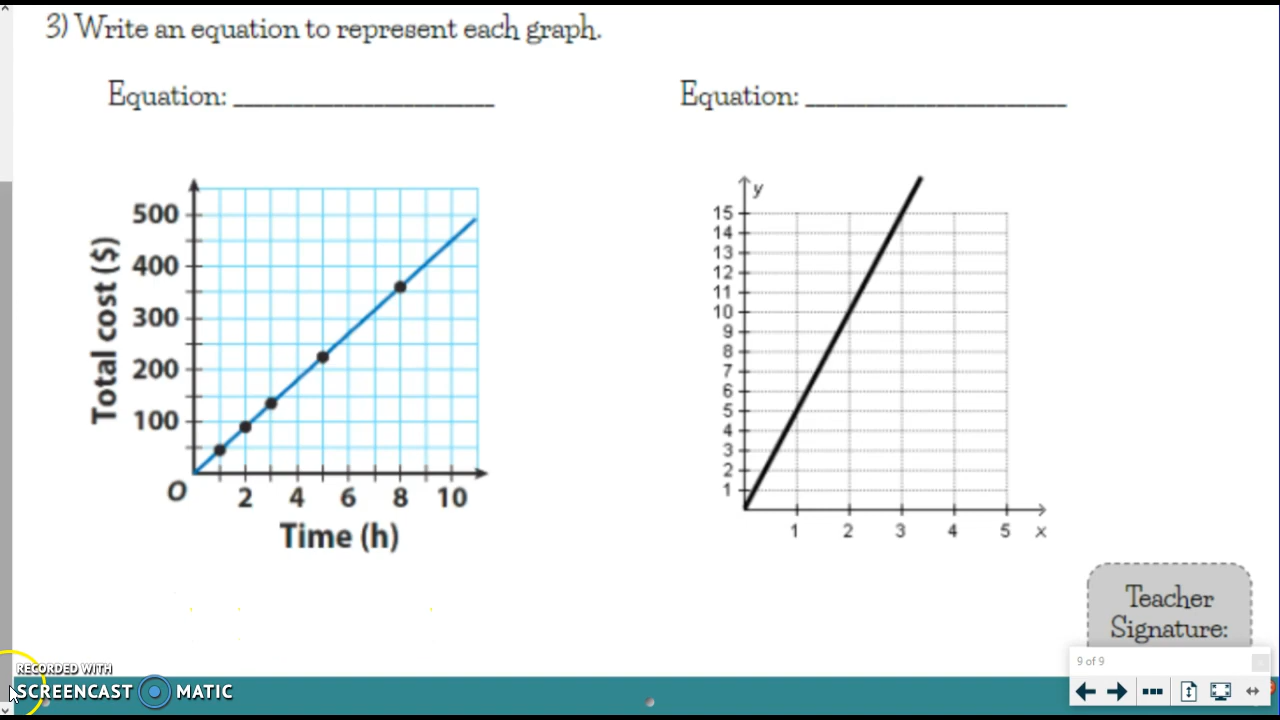 3) Write an equation to represent each graph.
Equation: ____________________
Equation: ____________________
500
400
300
200
100
Total cost ($)
O
2 4 6 8 10
Time (h)
y
15
14
13
12
11
10
9
8
7
6
5
4
3
2
1
1 2 3 4 5 x
Teacher
Signature:
9 of 9
RECORDED WITH
SCREENCAST MATIC